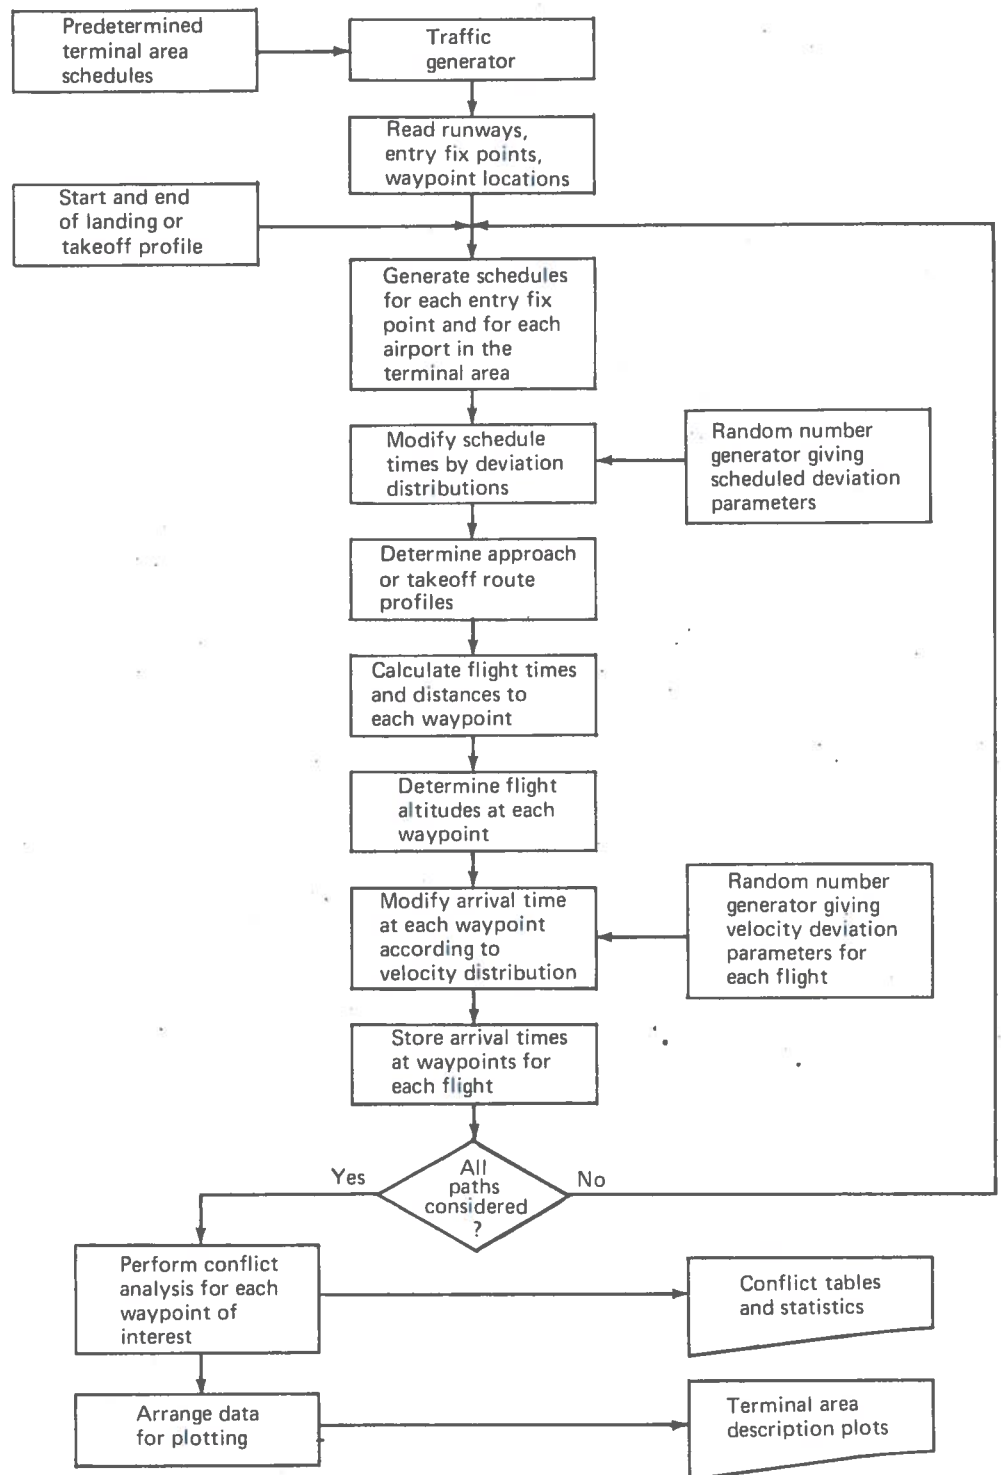 Predetermined
terminal area
schedules
Traffic
generator
Read runways,
entry fix points,
waypoint locations
Start and end
of landing or
takeoff profile
Generate schedules
for each entry fix
point and for each
airport in the
terminal area
Modify schedule
times by deviation
distributions
Random number
generator giving
scheduled deviation
parameters
Determine approach
or takeoff route
profiles
Calculate flight times
and distances to
each waypoint
Determine flight
altitudes at each
waypoint
Modify arrival time
at each waypoint
according to
velocity distribution
Random number
generator giving
velocity deviation
parameters for
each flight
Store arrival times
at waypoints for
each flight
All
paths
considered
?
Yes
No
Perform conflict
analysis for each
waypoint of
interest
Conflict tables
and statistics
Arrange data
for plotting
Terminal area
description plots